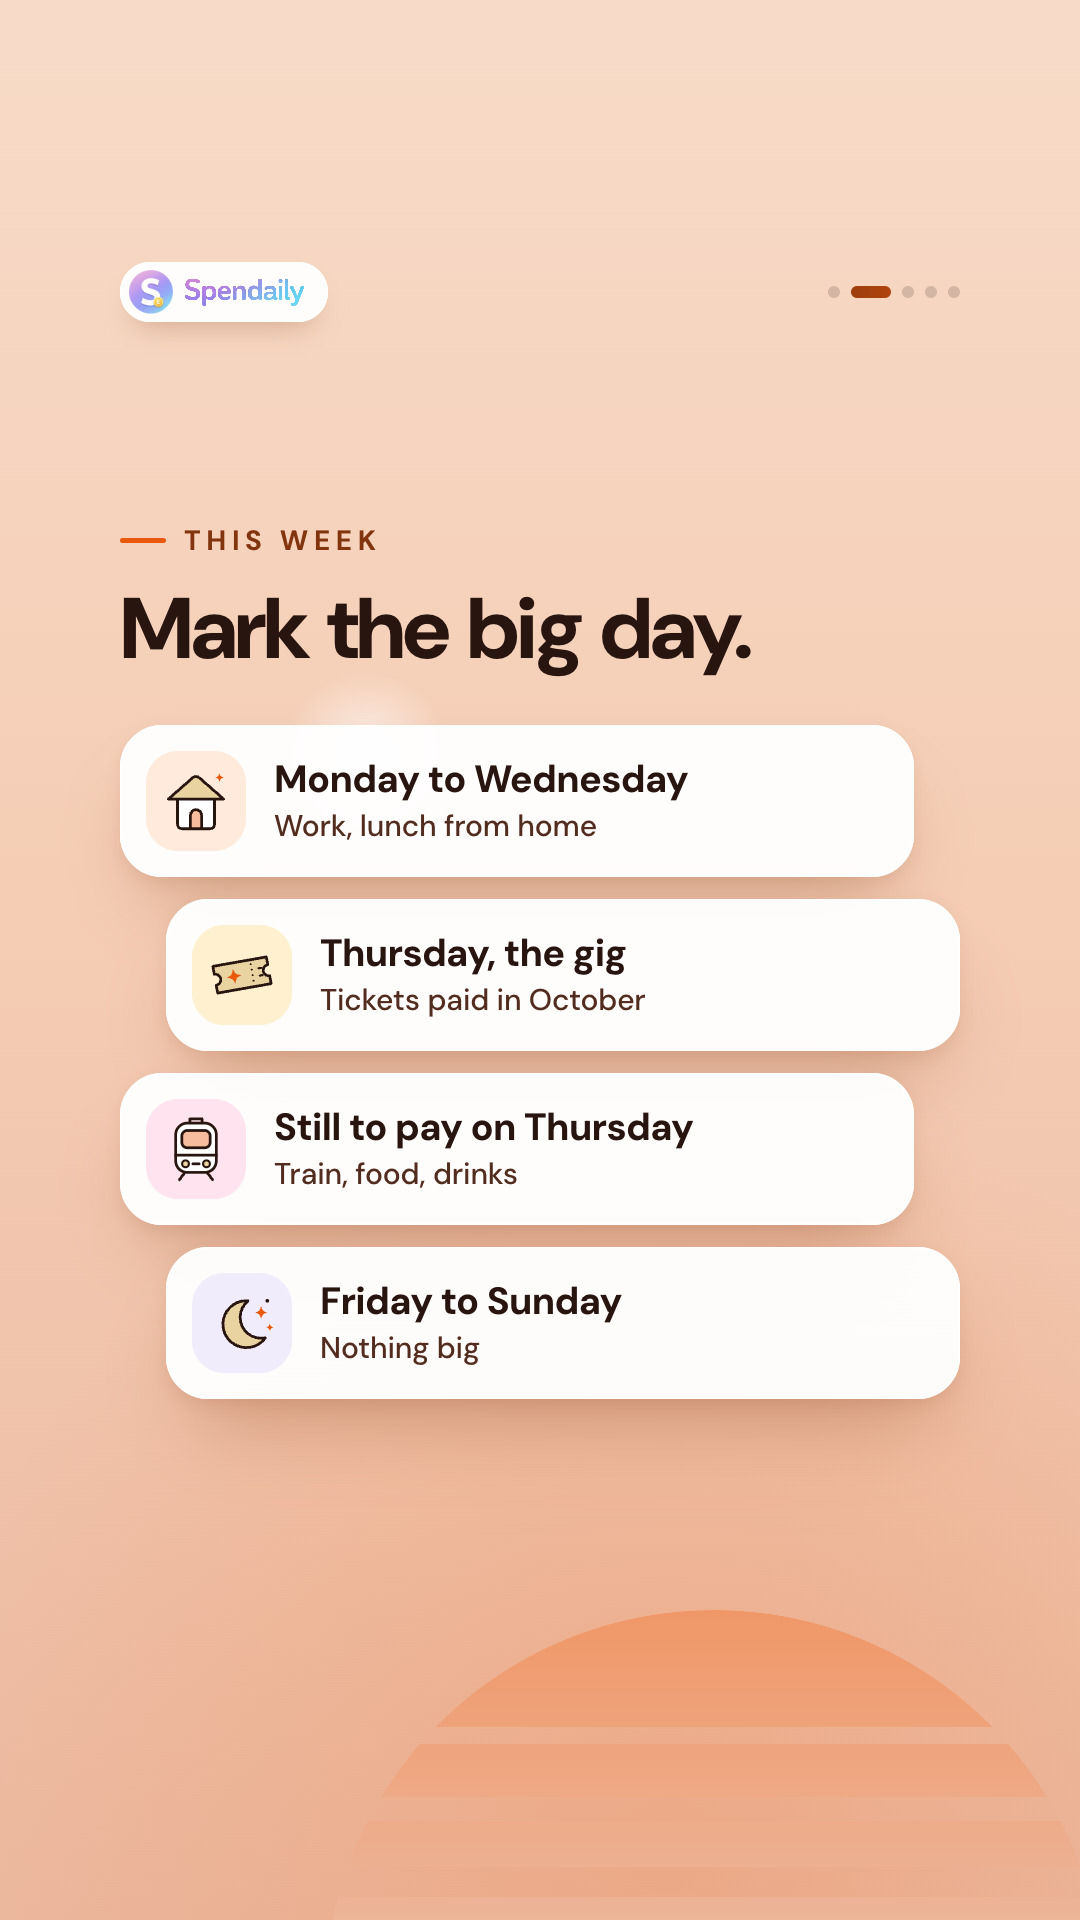 Spendaily
THIS WEEK
Mark the big day.
Monday to Wednesday
Work, lunch from home
Thursday, the gig
Tickets paid in October
Still to pay on Thursday
Train, food, drinks
Friday to Sunday
Nothing big